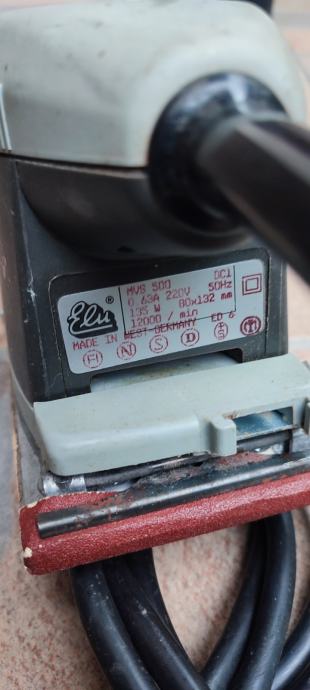 Elu ®
MVS 500 DC1
0.63A 220V 50Hz
135 W 80x132 mm
12000 / min
MADE IN WEST-GERMANY ED 6
FI N S D